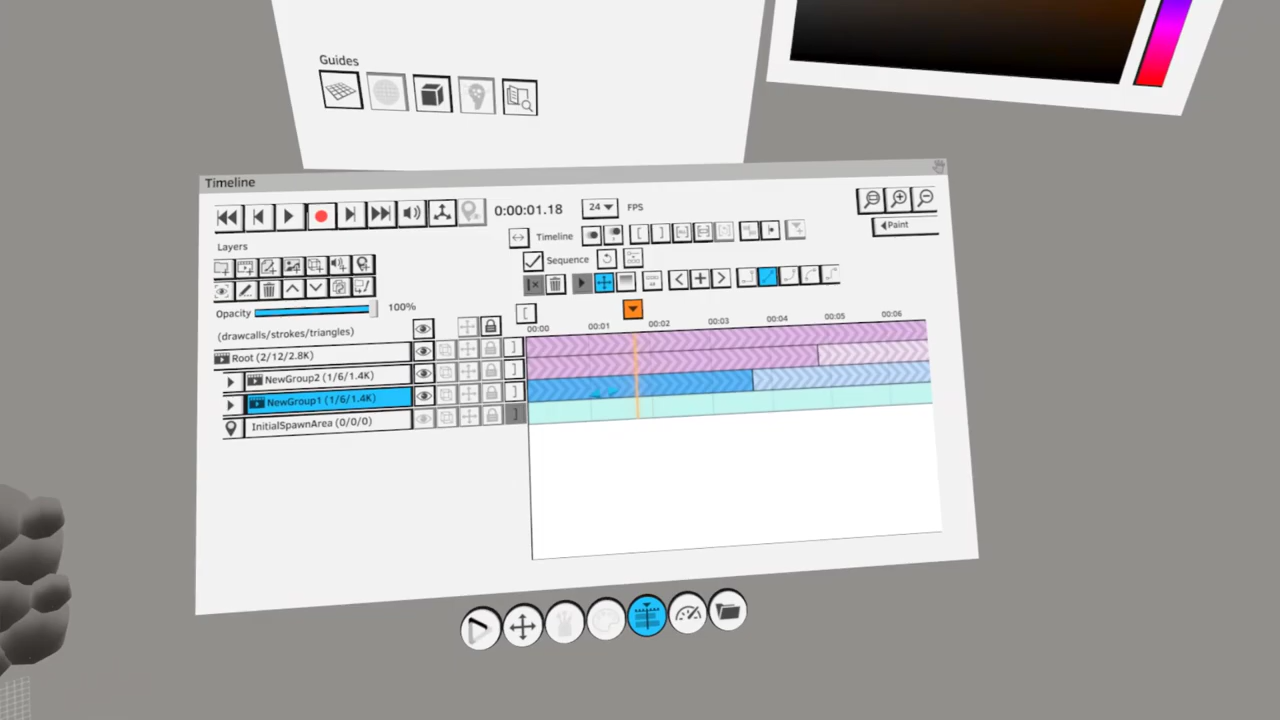 Guides
Timeline
0:00:01.18 24 FPS
Paint
Layers
Timeline
Sequence
Opacity 100%
(drawcalls/strokes/triangles)
00:00 00:01 00:02 00:03 00:04 00:05 00:06
Root (2/12/2.8K)
NewGroup2 (1/6/1.4K)
NewGroup1 (1/6/1.4K)
InitialSpawnArea (0/0/0)